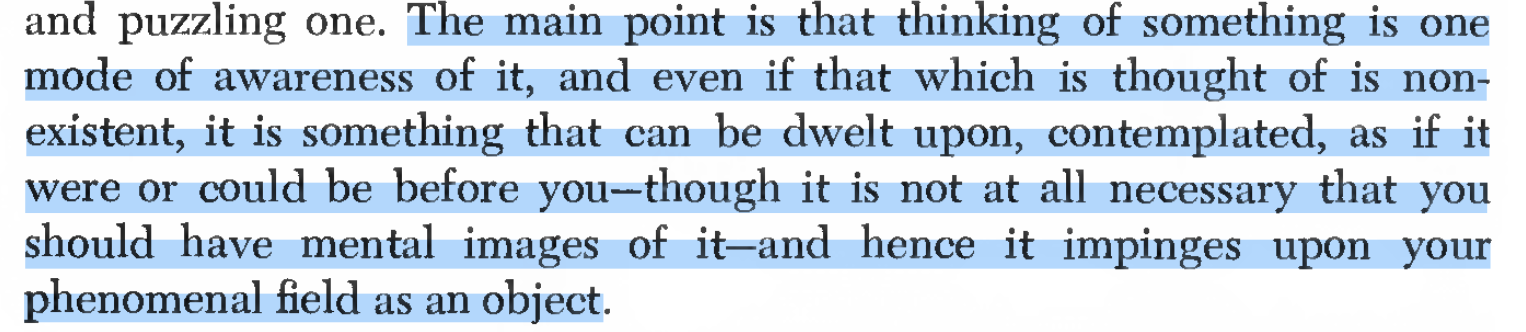 and puzzling one. The main point is that thinking of something is one
mode of awareness of it, and even if that which is thought of is non-
existent, it is something that can be dwelt upon, contemplated, as if it
were or could be before you—though it is not at all necessary that you
should have mental images of it—and hence it impinges upon your
phenomenal field as an object.